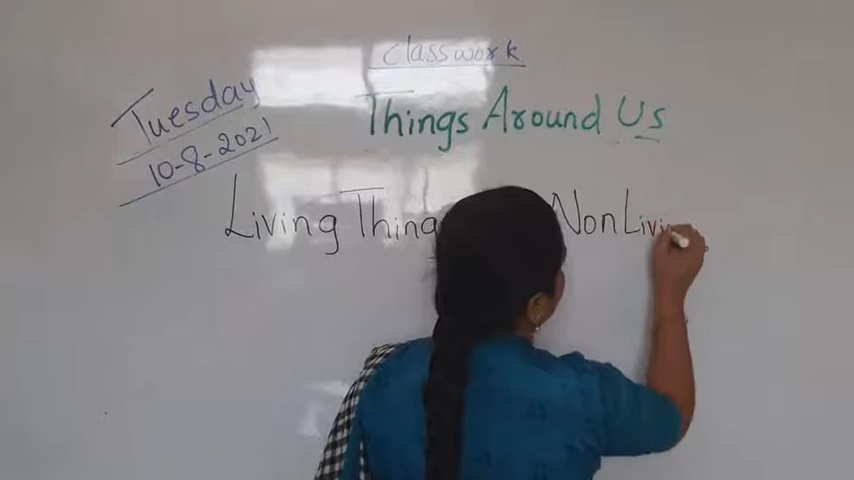 classwork
Tuesday
10-8-2021
Things Around Us
Living Thing Non Livi